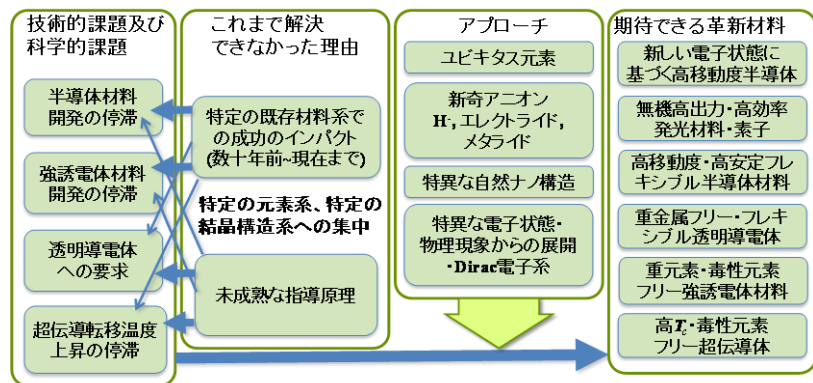 技術的課題及び
科学的課題
半導体材料
開発の停滞
強誘電体材料
開発の停滞
透明導電体
への要求
超伝導転移温度
上昇の停滞
これまで解決
できなかった理由
特定の既存材料系で
の成功のインパクト
(数十年前~現在まで)
特定の元素系、特定の
結晶構造系への集中
未成熟な指導原理
アプローチ
ユビキタス元素
新奇アニオン
H⁻, エレクトライド,
メタライド
特異な自然ナノ構造
特異な電子状態・
物理現象からの展開
・Dirac電子系
期待できる革新材料
新しい電子状態に
基づく高移動度半導体
無機高出力・高効率
発光材料・素子
高移動度・高安定フレ
キシブル半導体材料
重金属フリー・フレキ
シブル透明導電体
重元素・毒性元素
フリー強誘電体材料
高Tc・毒性元素
フリー超伝導体